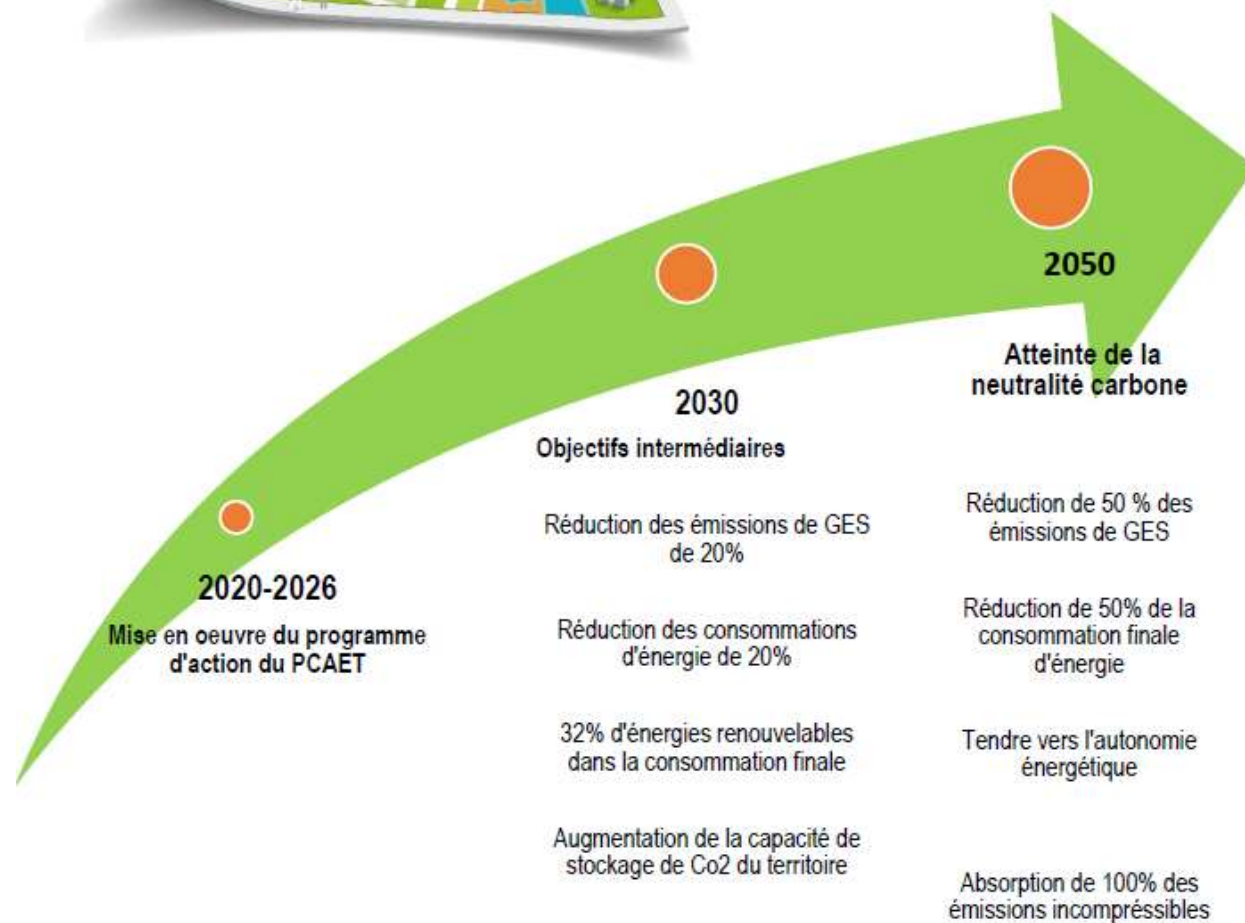 2020-2026
Mise en oeuvre du programme
d'action du PCAET
2030
Objectifs intermédiaires
Réduction des émissions de GES
de 20%
Réduction des consommations
d'énergie de 20%
32% d'énergies renouvelables
dans la consommation finale
Augmentation de la capacité de
stockage de Co2 du territoire
2050
Atteinte de la
neutralité carbone
Réduction de 50 % des
émissions de GES
Réduction de 50% de la
consommation finale
d'énergie
Tendre vers l'autonomie
énergétique
Absorption de 100% des
émissions incompréssibles